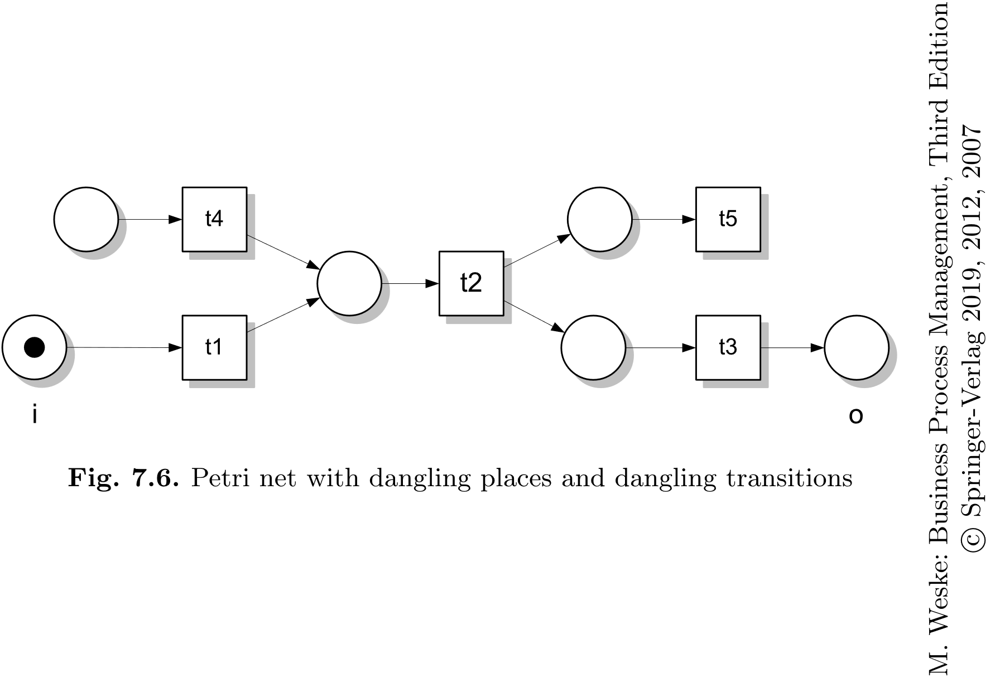 t4
t5
t2
t1
t3
i
o
Fig. 7.6. Petri net with dangling places and dangling transitions
M. Weske: Business Process Management, Third Edition
© Springer-Verlag 2019, 2012, 2007